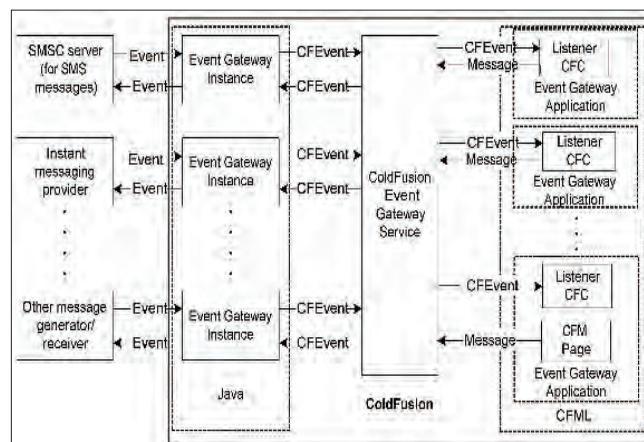 SMSC server
(for SMS
messages)
Event
Event
Event Gateway
Instance
CFEvent
CFEvent
CFEvent
Message
Listener
CFC
Event Gateway
Application
Instant
messaging
provider
Event
Event
Event Gateway
Instance
CFEvent
CFEvent
ColdFusion
Event
Gateway
Service
CFEvent
Message
Listener
CFC
Event Gateway
Application
Other message
generator/
receiver
Event
Event
Event Gateway
Instance
CFEvent
CFEvent
CFEvent
Message
Listener
CFC
CFM
Page
Event Gateway
Application
Java
ColdFusion
CFML